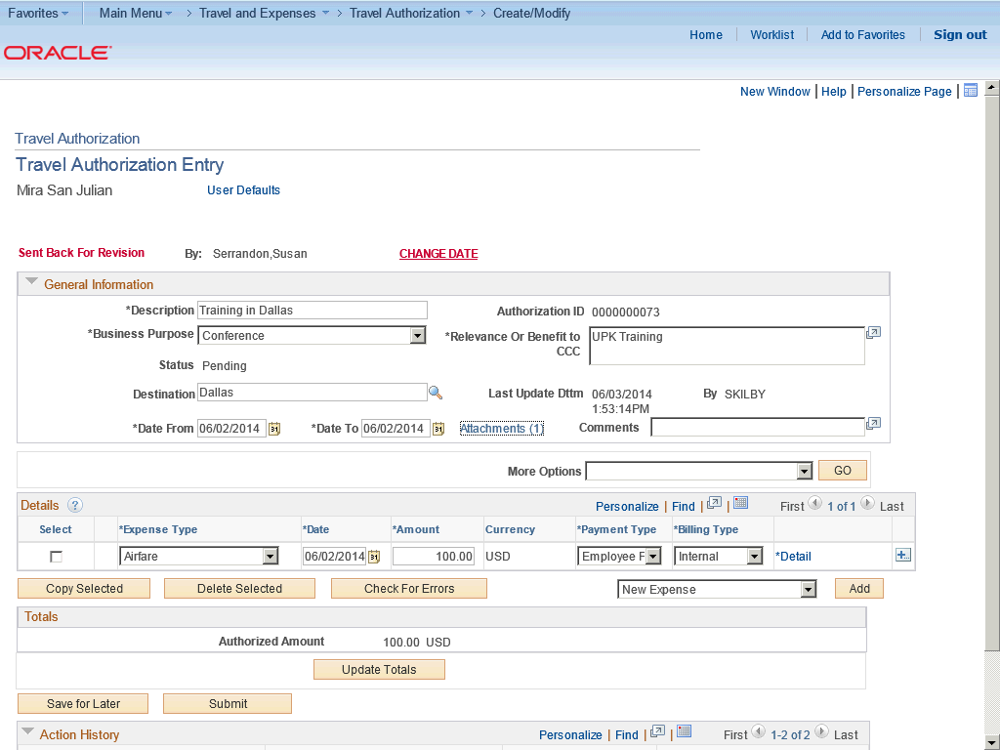 Favorites Main Menu > Travel and Expenses > Travel Authorization > Create/Modify
Home Worklist Add to Favorites Sign out
ORACLE
New Window | Help | Personalize Page |
Travel Authorization
Travel Authorization Entry
Mira San Julian User Defaults
Sent Back For Revision By: Serrandon,Susan CHANGE DATE
General Information
*Description Training in Dallas Authorization ID 0000000073
*Business Purpose Conference *Relevance Or Benefit to CCC UPK Training
Status Pending
Destination Dallas Last Update Dttm 06/03/2014 1:53:14PM By SKILBY
*Date From 06/02/2014 *Date To 06/02/2014 Attachments (1) Comments
More Options GO
Details Personalize | Find | | First 1 of 1 Last
Select *Expense Type *Date *Amount Currency *Payment Type *Billing Type
Airfare 06/02/2014 100.00 USD Employee F Internal *Detail
Copy Selected Delete Selected Check For Errors New Expense Add
Totals
Authorized Amount 100.00 USD
Update Totals
Save for Later Submit
Action History Personalize | Find | | First 1-2 of 2 Last